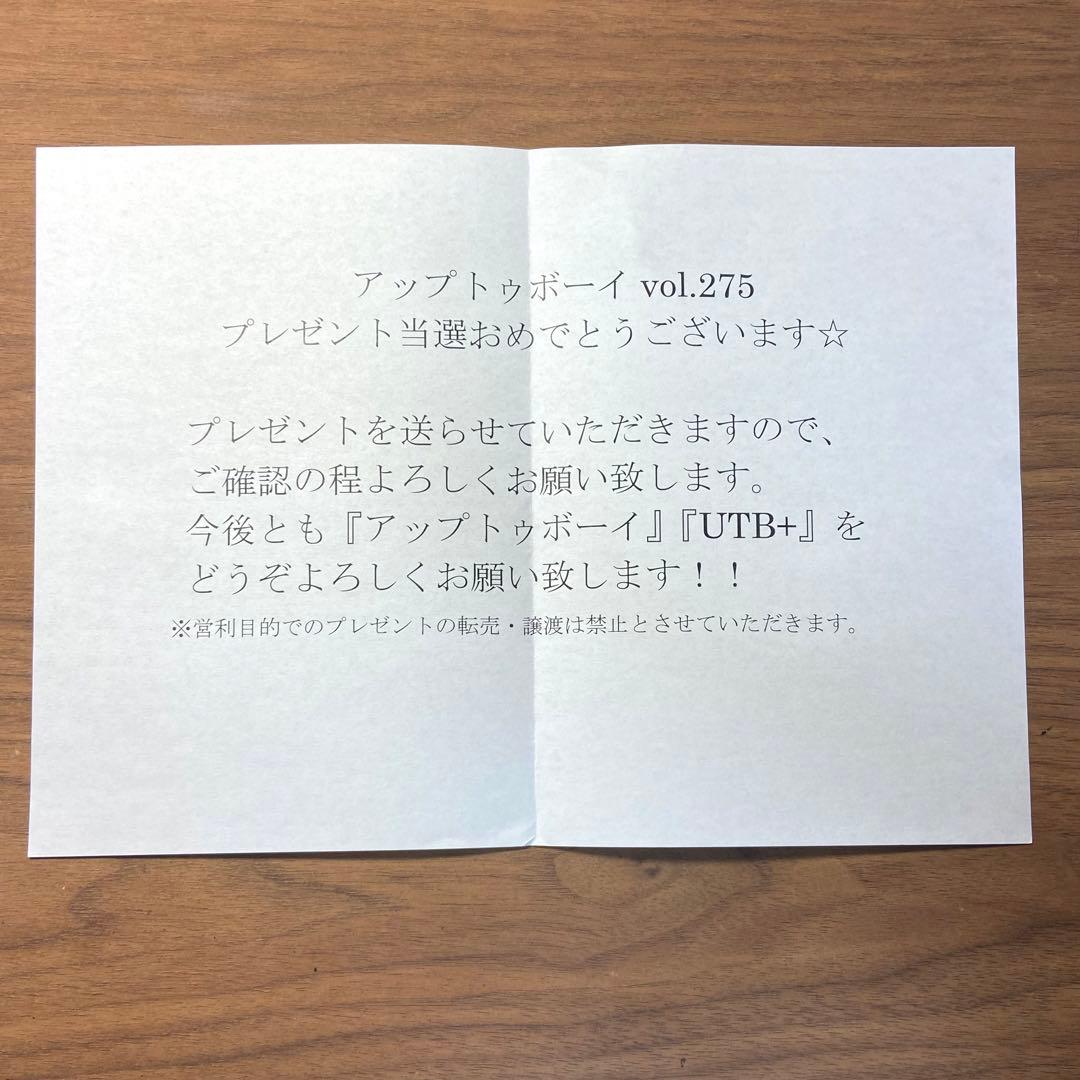 アップトゥボーイ vol.275
プレゼント当選おめでとうございます☆
プレゼントを送らせていただきますので、
ご確認の程よろしくお願い致します。
今後とも『アップトゥボーイ』『UTB+』を
どうぞよろしくお願い致します！！
※営利目的でのプレゼントの転売・譲渡は禁止とさせていただきます。